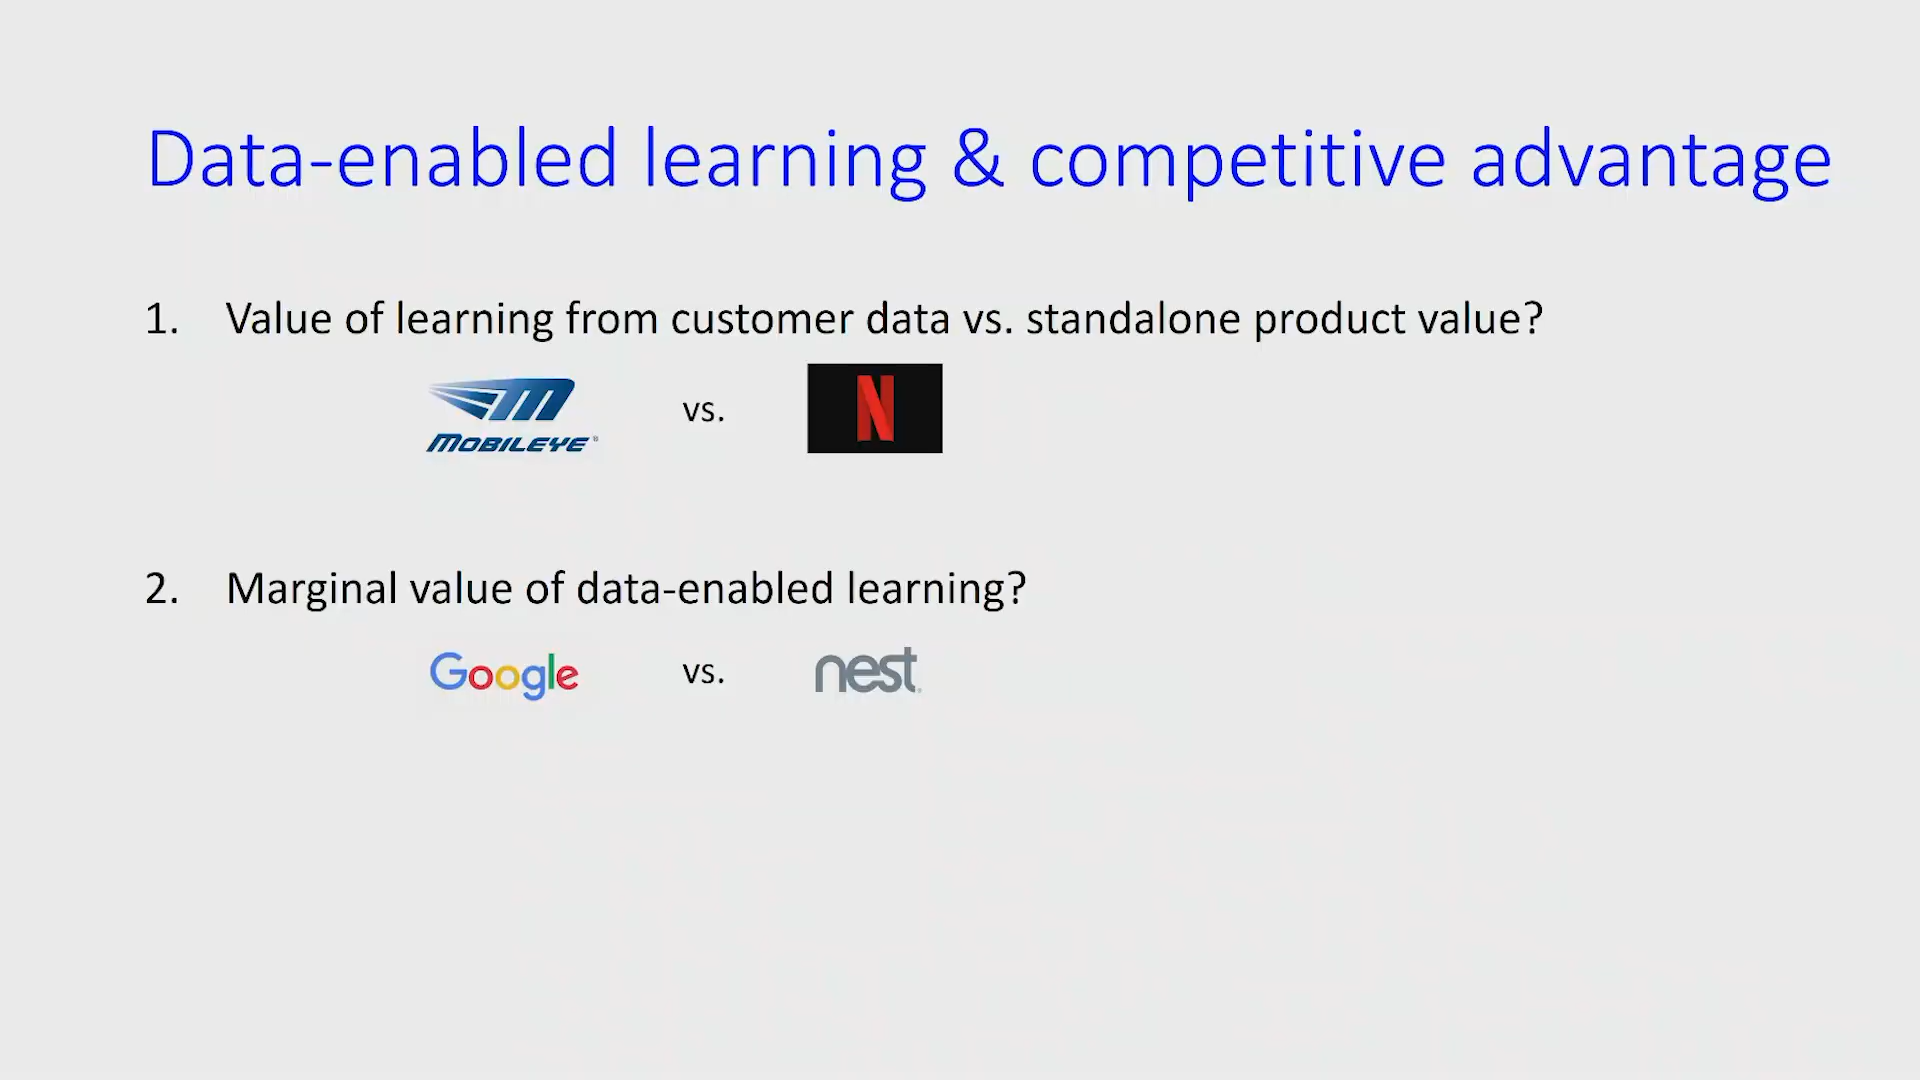 Data-enabled learning & competitive advantage
1. Value of learning from customer data vs. standalone product value?
MOBILEYE® vs. N
2. Marginal value of data-enabled learning?
Google vs. nest